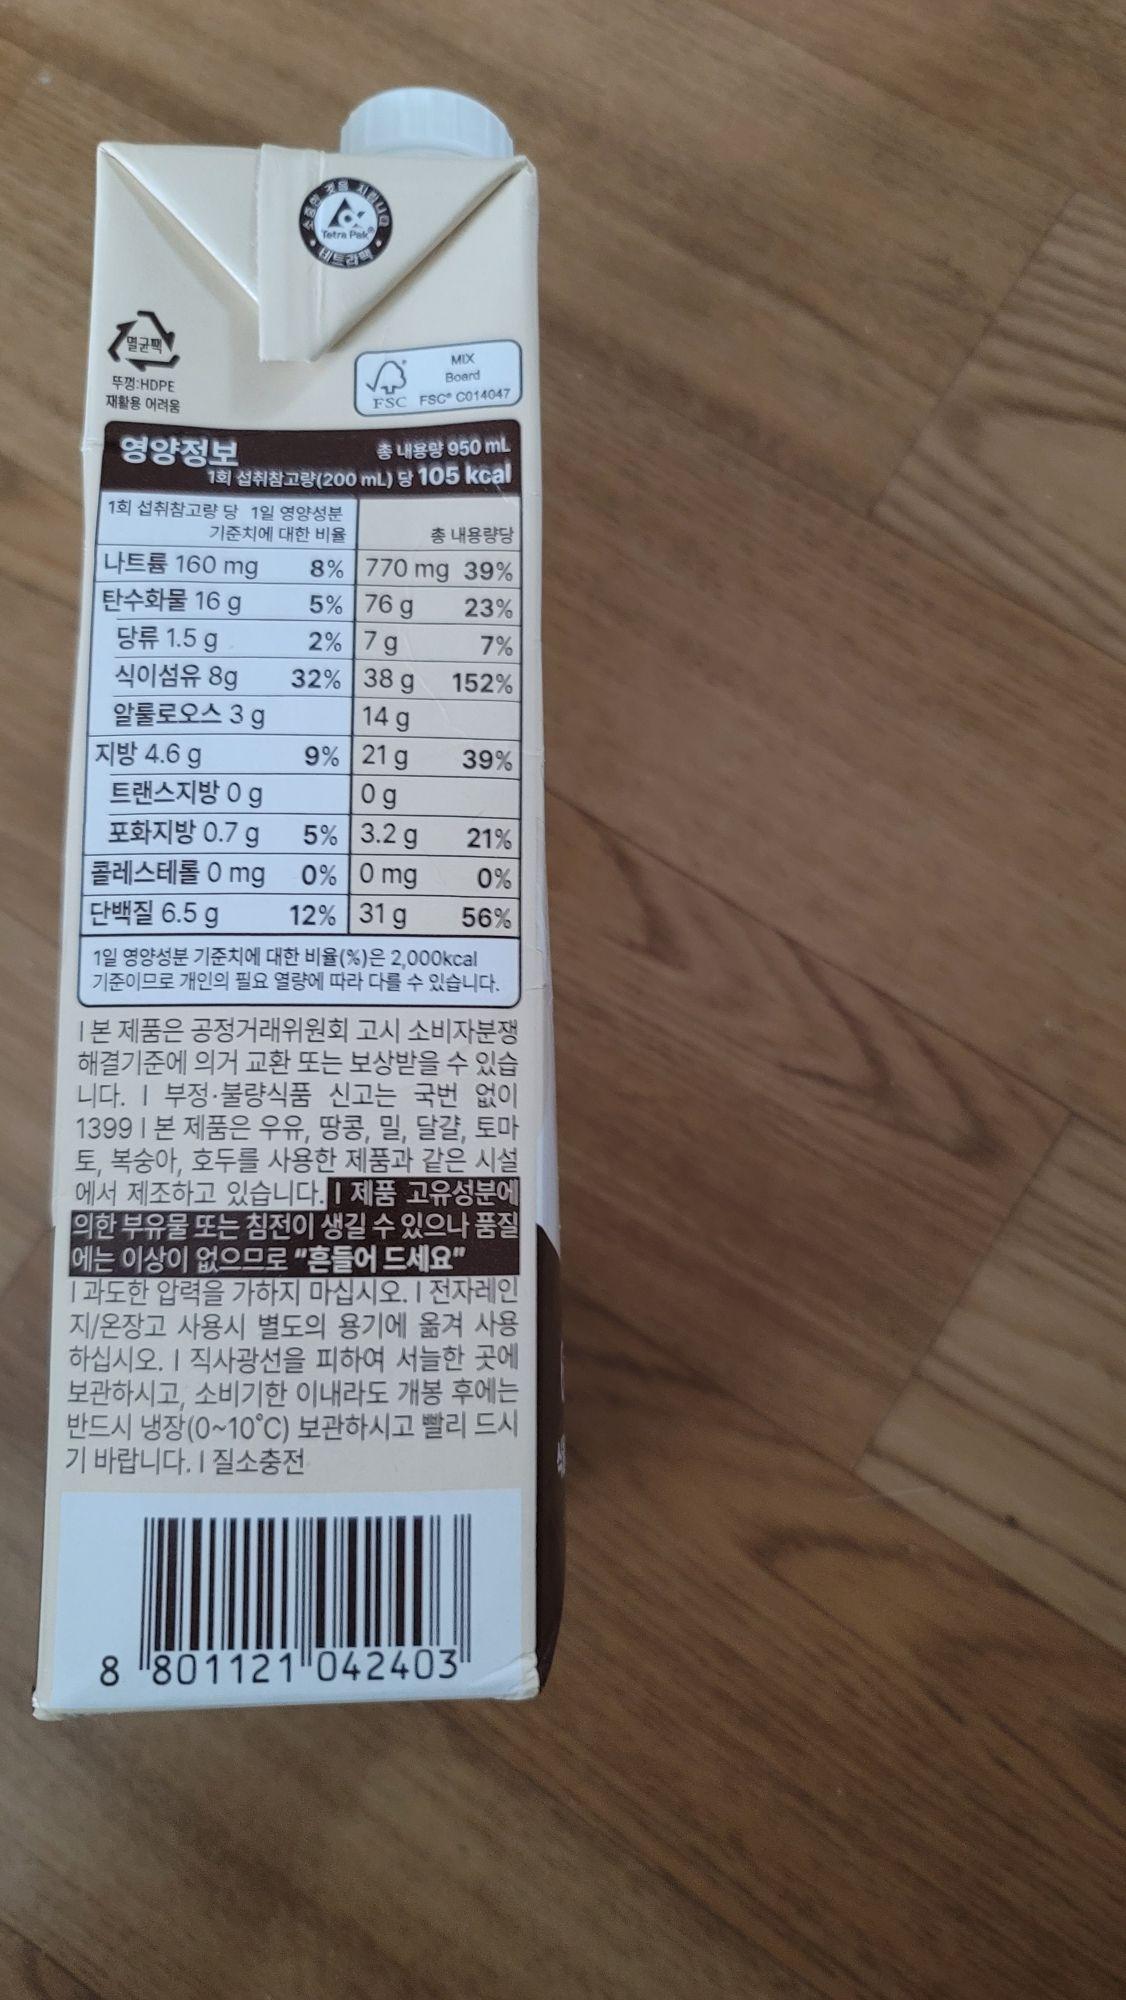 소중한 것을 지킵니다
Tetra Pak®
테트라팩
멸균팩
뚜껑:HDPE
재활용 어려움
MIX
Board
FSC FSC® C014047
영양정보 총 내용량 950 mL
1회 섭취참고량(200 mL) 당 105 kcal
1회 섭취참고량 당 1일 영양성분
기준치에 대한 비율 총 내용량당
나트륨 160 mg 8% 770 mg 39%
탄수화물 16 g 5% 76 g 23%
당류 1.5 g 2% 7 g 7%
식이섬유 8g 32% 38 g 152%
알룰로오스 3 g 14 g
지방 4.6 g 9% 21 g 39%
트랜스지방 0 g 0 g
포화지방 0.7 g 5% 3.2 g 21%
콜레스테롤 0 mg 0% 0 mg 0%
단백질 6.5 g 12% 31 g 56%
1일 영양성분 기준치에 대한 비율(%)은 2,000kcal
기준이므로 개인의 필요 열량에 따라 다를 수 있습니다.
I 본 제품은 공정거래위원회 고시 소비자분쟁
해결기준에 의거 교환 또는 보상받을 수 있습
니다. I 부정·불량식품 신고는 국번 없이
1399 I 본 제품은 우유, 땅콩, 밀, 달걀, 토마
토, 복숭아, 호두를 사용한 제품과 같은 시설
에서 제조하고 있습니다. I 제품 고유성분에
의한 부유물 또는 침전이 생길 수 있으나 품질
에는 이상이 없으므로 “흔들어 드세요”
I 과도한 압력을 가하지 마십시오. I 전자레인
지/온장고 사용시 별도의 용기에 옮겨 사용
하십시오. I 직사광선을 피하여 서늘한 곳에
보관하시고, 소비기한 이내라도 개봉 후에는
반드시 냉장(0~10℃) 보관하시고 빨리 드시
기 바랍니다. I 질소충전
8 801121 042403